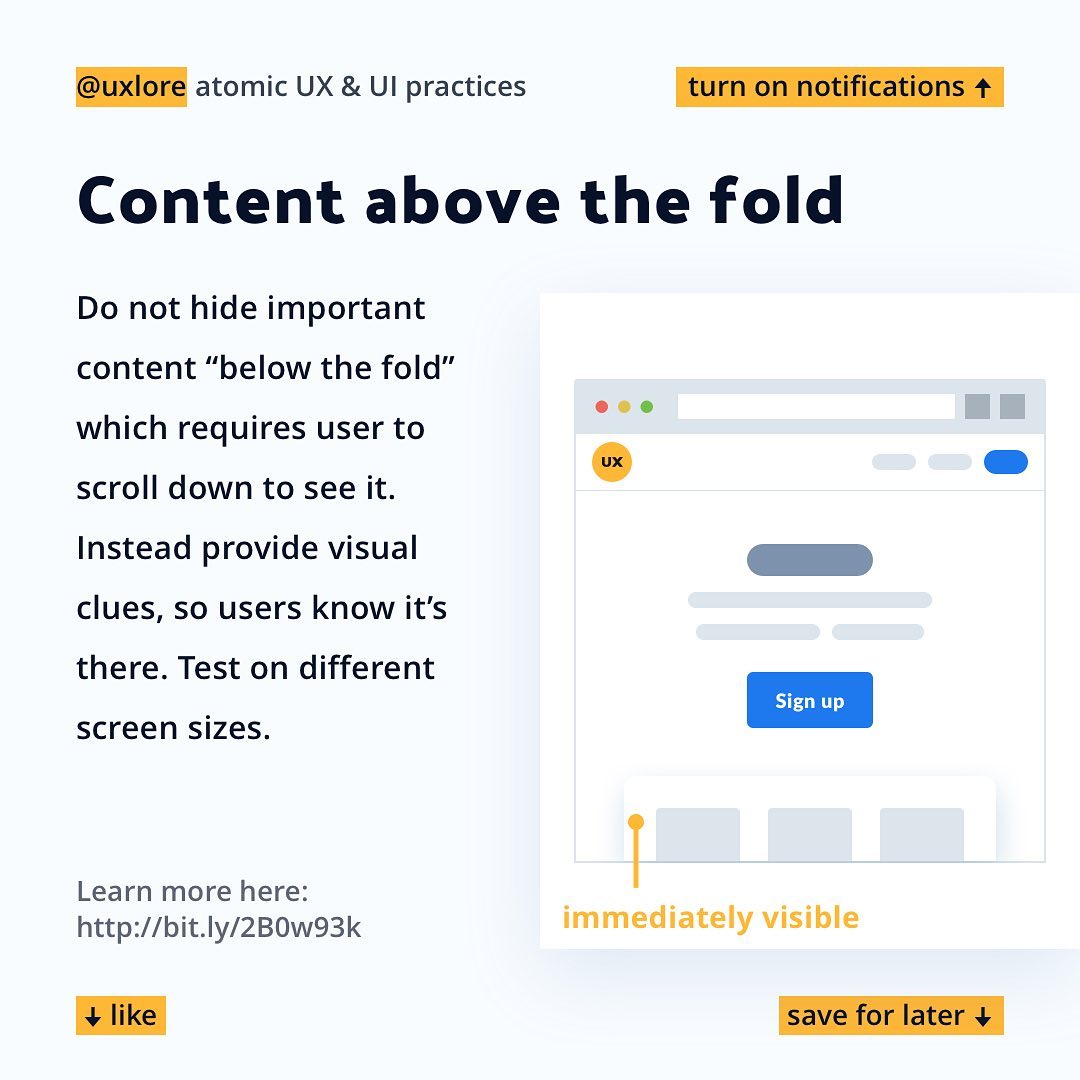 @uxlore atomic UX & UI practices
turn on notifications ↑
Content above the fold
Do not hide important
content “below the fold”
which requires user to
scroll down to see it.
Instead provide visual
clues, so users know it’s
there. Test on different
screen sizes.
UX
Sign up
immediately visible
Learn more here:
http://bit.ly/2B0w93k
↓ like
save for later ↓